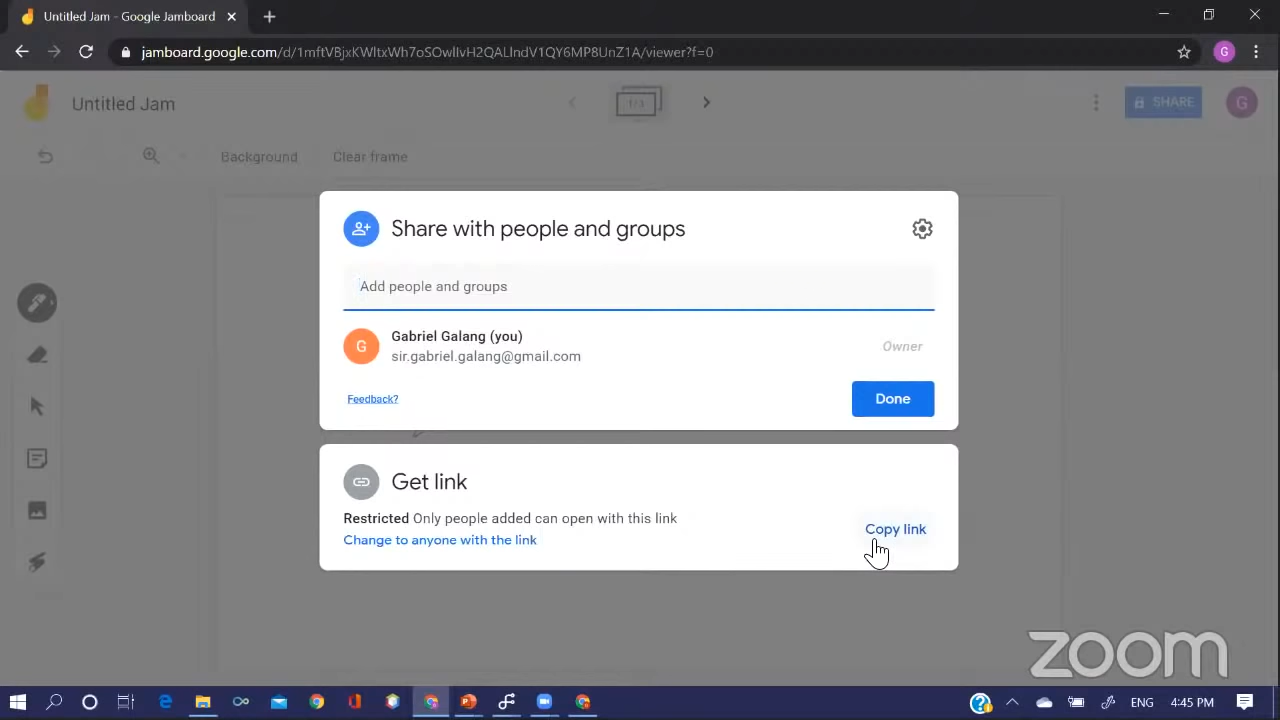 Untitled Jam - Google Jamboard
jamboard.google.com/d/1mftVBjxKWltxWh7oSOwlIvH2QALIndV1QY6MP8UnZ1A/viewer?f=0
G
Untitled Jam
1 / 1
SHARE
G
Background
Clear frame
Share with people and groups
Add people and groups
G
Gabriel Galang (you)
sir.gabriel.galang@gmail.com
Owner
Feedback?
Done
Get link
Restricted Only people added can open with this link
Change to anyone with the link
Copy link
zoom
ENG
4:45 PM